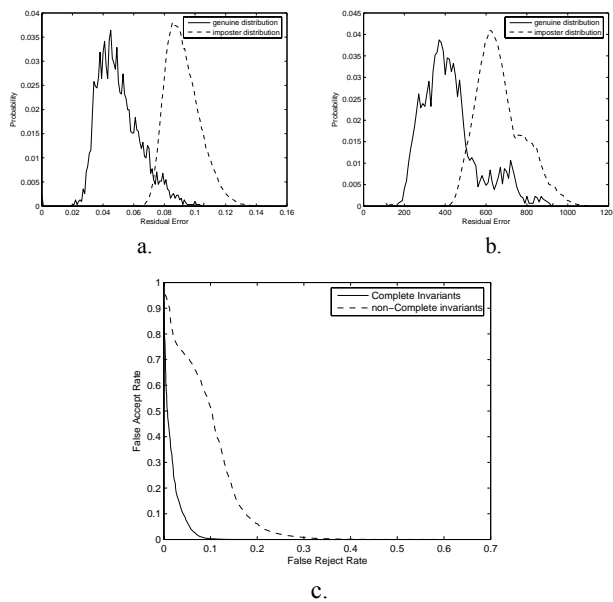 0.04
0.035
0.03
0.025
0.02
0.015
0.01
0.005
0
Probability
genuine distribution
imposter distribution
0 0.02 0.04 0.06 0.08 0.1 0.12 0.14 0.16
Residual Error
a.
0.045
0.04
0.035
0.03
0.025
0.02
0.015
0.01
0.005
0
Probability
genuine distribution
imposter distribution
0 200 400 600 800 1000 120
Residual Error
b.
1
0.9
0.8
0.7
0.6
0.5
0.4
0.3
0.2
0.1
0
False Accept Rate
Complete Invariants
non−Complete invariants
0 0.1 0.2 0.3 0.4 0.5 0.6 0.7
False Reject Rate
c.